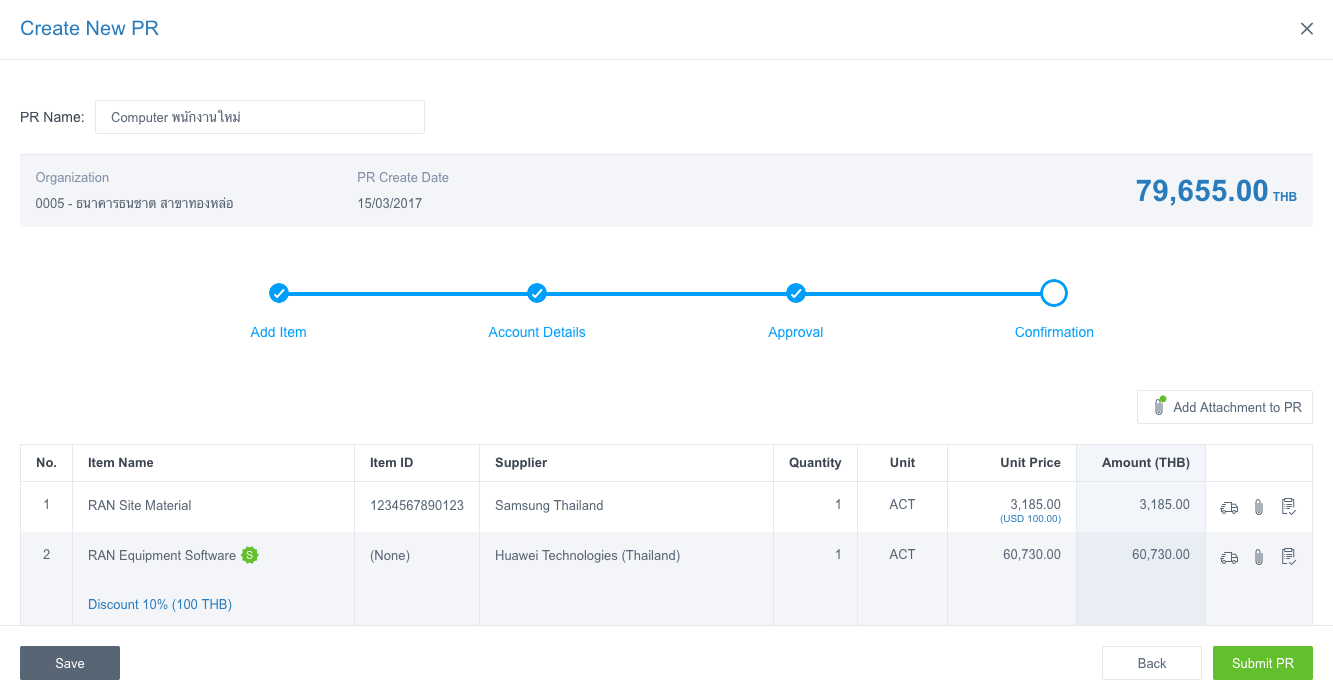 Create New PR
PR Name: Computer พนักงานใหม่
Organization PR Create Date
79,655.00 THB
0005 - ธนาคารธนชาต สาขาทองหล่อ 15/03/2017
Add Item Account Details Approval Confirmation
Add Attachment to PR
No. Item Name Item ID Supplier Quantity Unit Unit Price Amount (THB)
1 RAN Site Material 1234567890123 Samsung Thailand 1 ACT 3,185.00 3,185.00
(USD 100.00)
2 RAN Equipment Software S (None) Huawei Technologies (Thailand) 1 ACT 60,730.00 60,730.00
Discount 10% (100 THB)
Save Back Submit PR